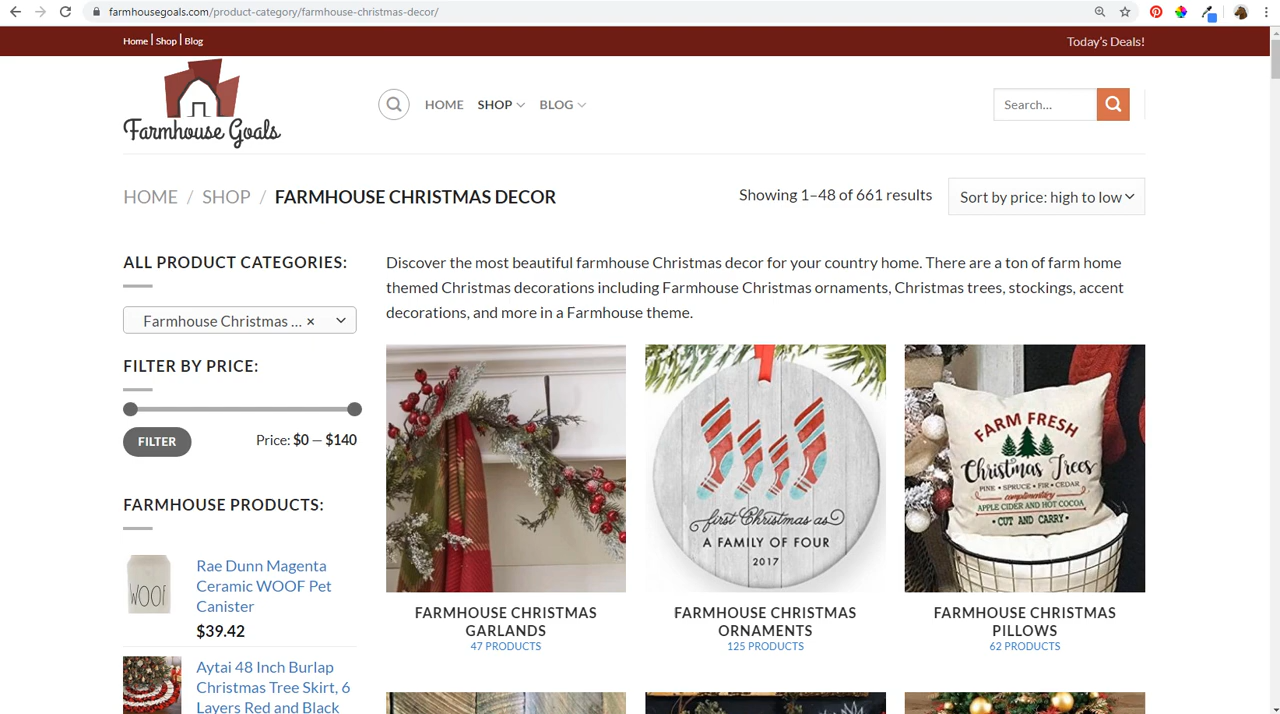 farmhousegoals.com/product-category/farmhouse-christmas-decor/
Home | Shop | Blog
Today's Deals!
Farmhouse Goals
HOME SHOP BLOG
Search...
HOME / SHOP / FARMHOUSE CHRISTMAS DECOR
Showing 1–48 of 661 results
Sort by price: high to low
ALL PRODUCT CATEGORIES:
Farmhouse Christmas ... ×
FILTER BY PRICE:
FILTER
Price: $0 — $140
FARMHOUSE PRODUCTS:
WOOF
Rae Dunn Magenta
Ceramic WOOF Pet
Canister
$39.42
Aytai 48 Inch Burlap
Christmas Tree Skirt, 6
Layers Red and Black
Discover the most beautiful farmhouse Christmas decor for your country home. There are a ton of farm home
themed Christmas decorations including Farmhouse Christmas ornaments, Christmas trees, stockings, accent
decorations, and more in a Farmhouse theme.
FARMHOUSE CHRISTMAS
GARLANDS
47 PRODUCTS
first Christmas as
A FAMILY OF FOUR
2017
FARMHOUSE CHRISTMAS
ORNAMENTS
125 PRODUCTS
FARM FRESH
Christmas Trees
PINE • SPRUCE • FIR • CEDAR
complimentary
APPLE CIDER AND HOT COCOA
• CUT AND CARRY •
FARMHOUSE CHRISTMAS
PILLOWS
62 PRODUCTS